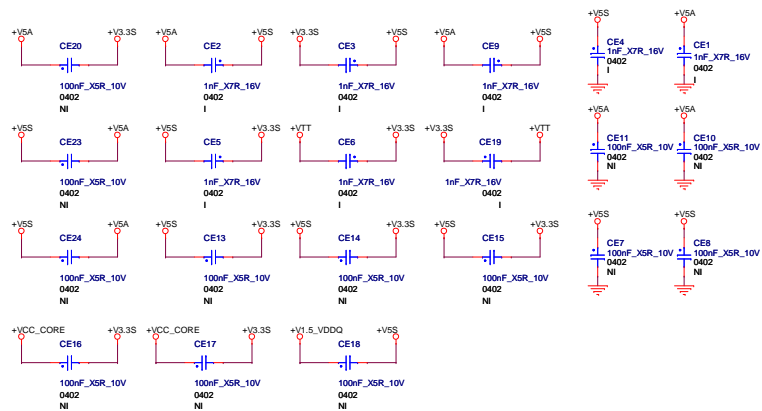 +V5A CE20 +V3.3S
100nF_X5R_10V
0402
NI
+V5A CE2 +V5S
1nF_X7R_16V
0402
I
+V3.3S CE3 +V5S
1nF_X7R_16V
0402
I
+V5A CE9 +V5S
1nF_X7R_16V
0402
I
+V5S
CE4
1nF_X7R_16V
0402
I
+V5A
CE1
1nF_X7R_16V
0402
I
+V5S CE23 +V5A
100nF_X5R_10V
0402
NI
+V5S CE5 +V3.3S
1nF_X7R_16V
0402
I
+VTT CE6 +V3.3S
1nF_X7R_16V
0402
I
+V3.3S CE19 +VTT
1nF_X7R_16V
0402
I
+V5A
CE11
100nF_X5R_10V
0402
NI
+V5A
CE10
100nF_X5R_10V
0402
NI
+V5S CE24 +V5A
100nF_X5R_10V
0402
NI
+V5S CE13 +V3.3S
100nF_X5R_10V
0402
NI
+V5S CE14 +V3.3S
100nF_X5R_10V
0402
NI
+V5S CE15 +V3.3S
100nF_X5R_10V
0402
NI
+V5S
CE7
100nF_X5R_10V
0402
NI
+V5S
CE8
100nF_X5R_10V
0402
NI
+VCC_CORE CE16 +V3.3S
100nF_X5R_10V
0402
NI
+VCC_CORE CE17 +V3.3S
100nF_X5R_10V
0402
NI
+V1.5_VDDQ CE18 +V5S
100nF_X5R_10V
0402
NI